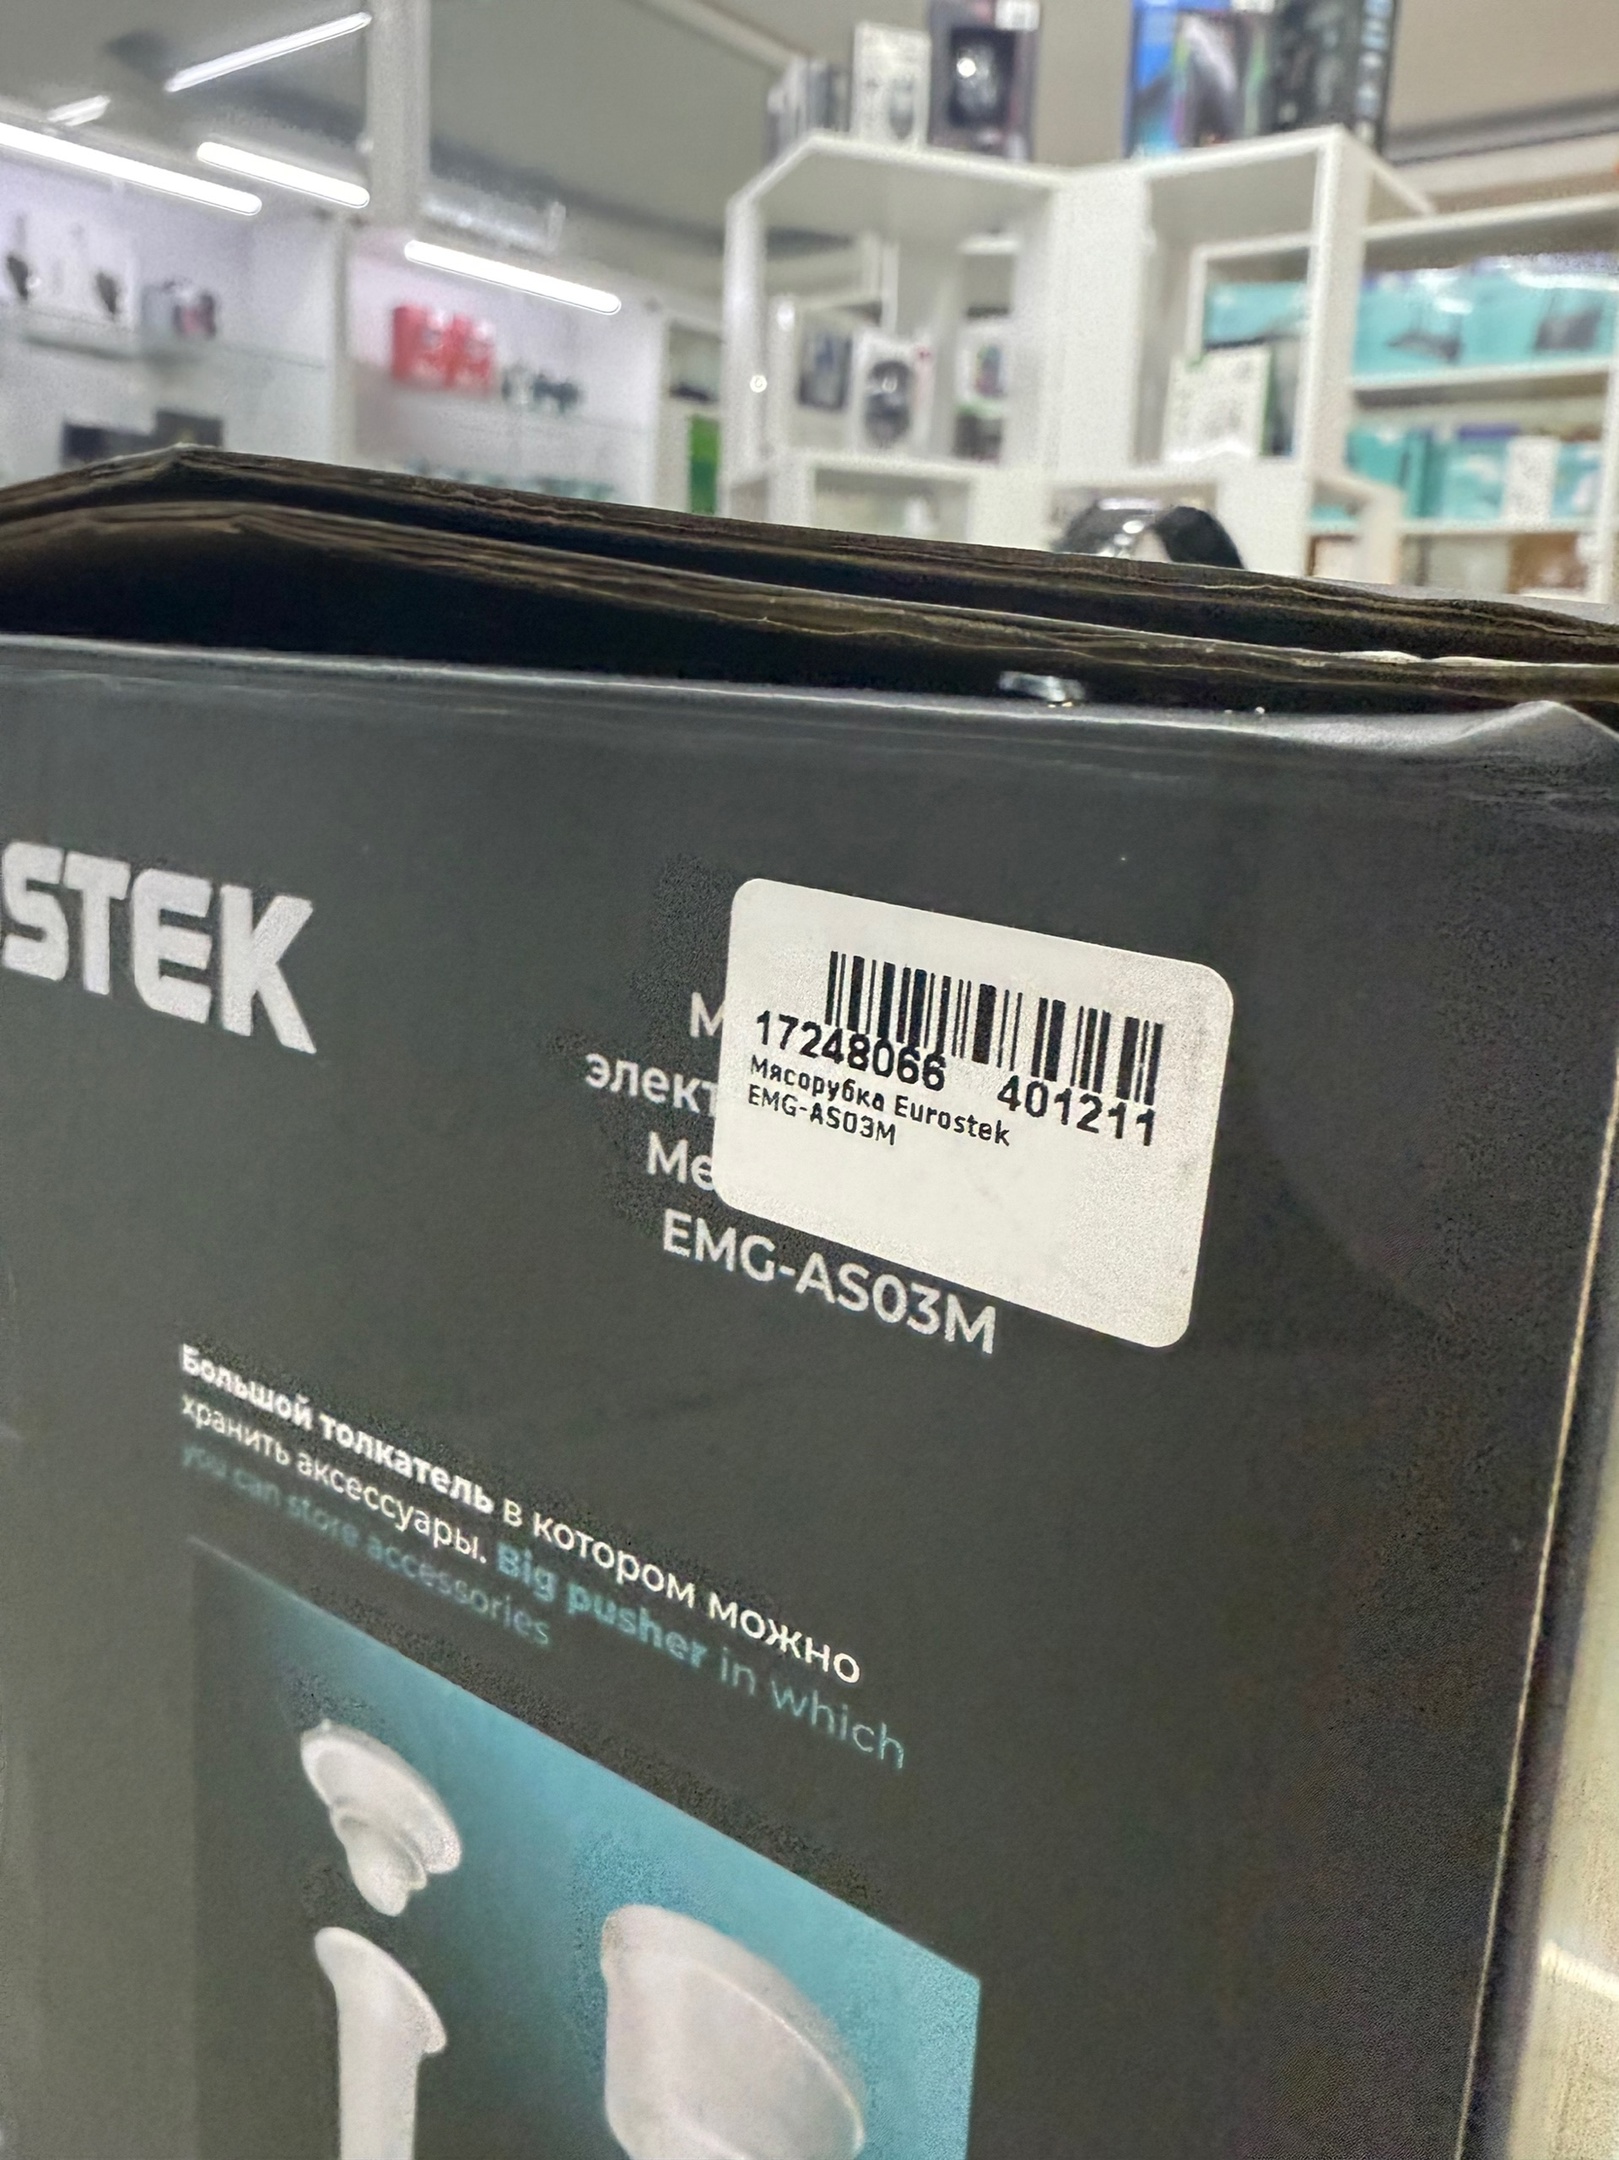 STEK
17248066 401211
Мясорубка Eurostek
EMG-AS03M
элект
Ме
EMG-AS03M
Большой толкатель в котором можно
хранить аксессуары. Big pusher in which
you can store accessories